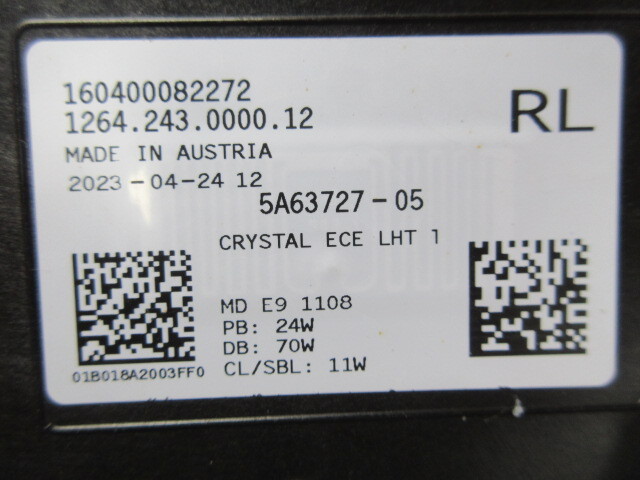 160400082272
RL
1264.243.0000.12
MADE IN AUSTRIA
2023-04-24 12
5A63727-05
CRYSTAL ECE LHT 1
MD E9 1108
PB: 24W
DB: 70W
CL/SBL: 11W
01B018A2003FF0